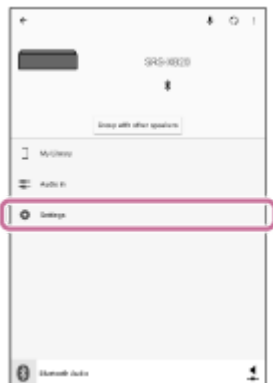 SRS-XB20
Group with other speakers
My Library
Audio in
Settings
Bluetooth Audio